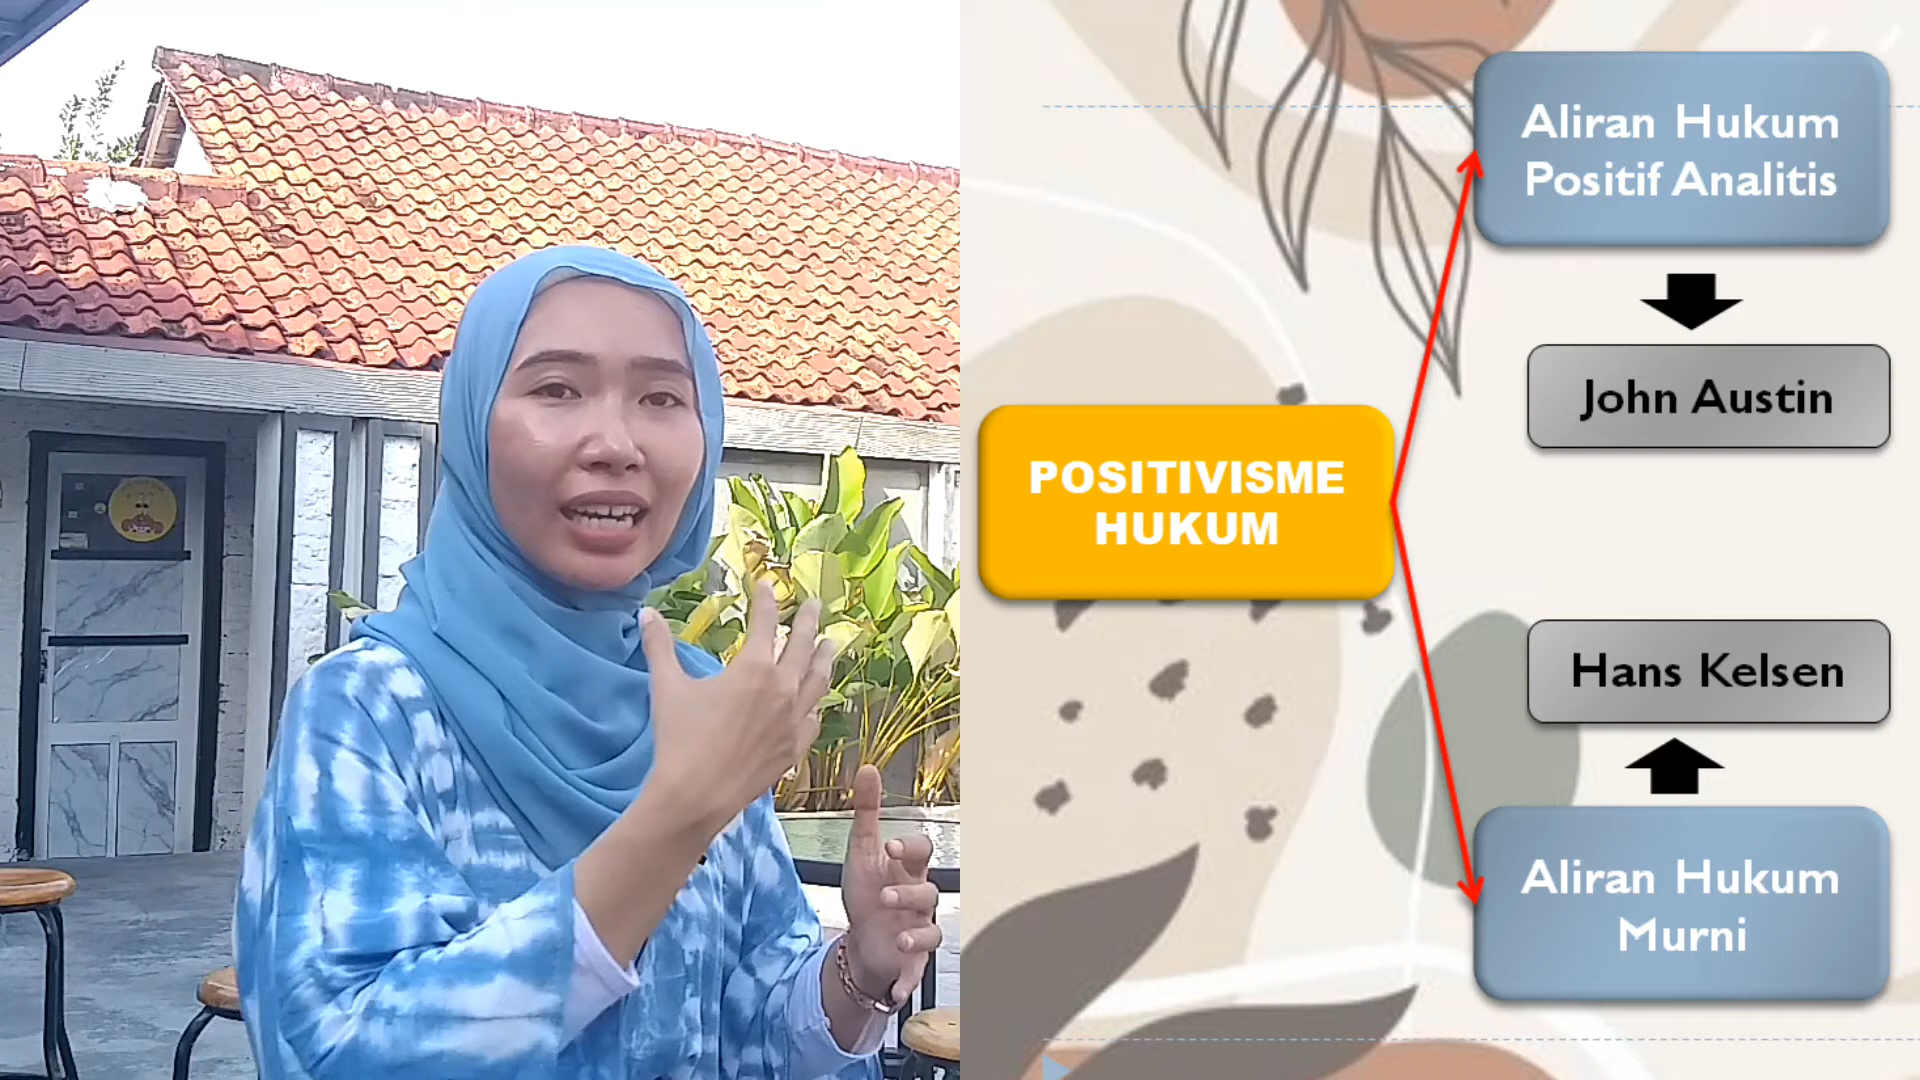 Aliran Hukum
Positif Analitis
John Austin
POSITIVISME
HUKUM
Hans Kelsen
Aliran Hukum
Murni